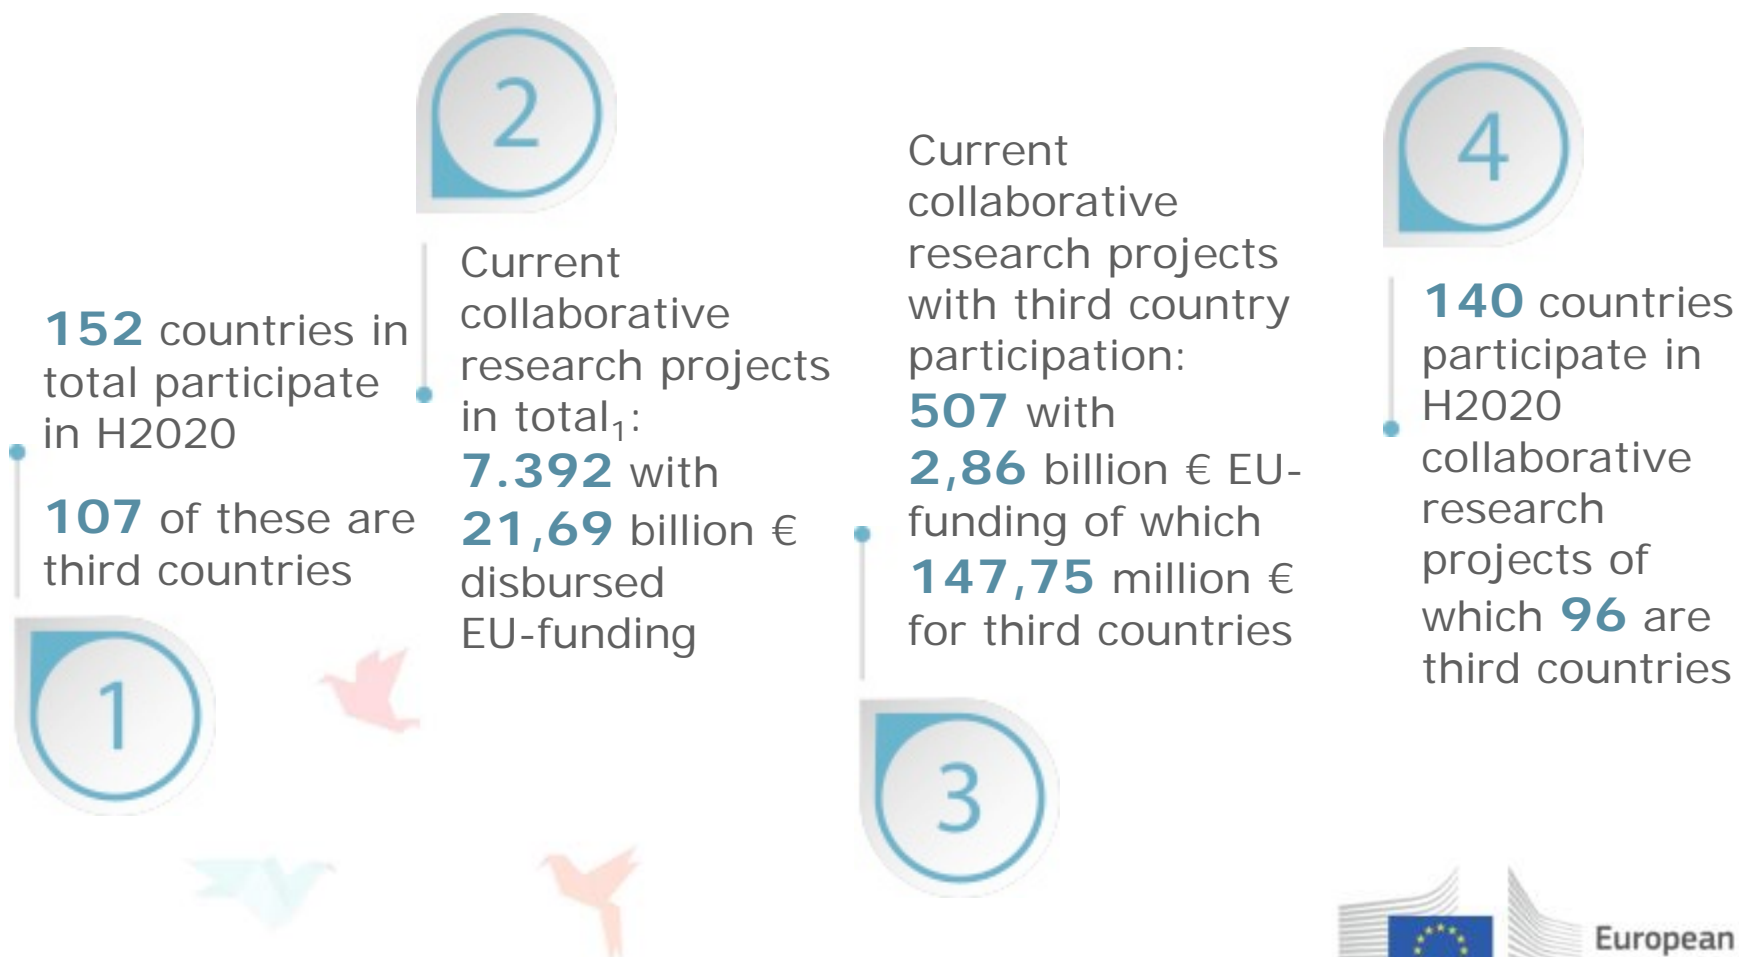 152 countries in
total participate
in H2020
107 of these are
third countries
1
2
Current
collaborative
research projects
in total₁:
7.392 with
21,69 billion €
disbursed
EU-funding
Current
collaborative
research projects
with third country
participation:
507 with
2,86 billion € EU-
funding of which
147,75 million €
for third countries
3
4
140 countries
participate in
H2020
collaborative
research
projects of
which 96 are
third countries
European